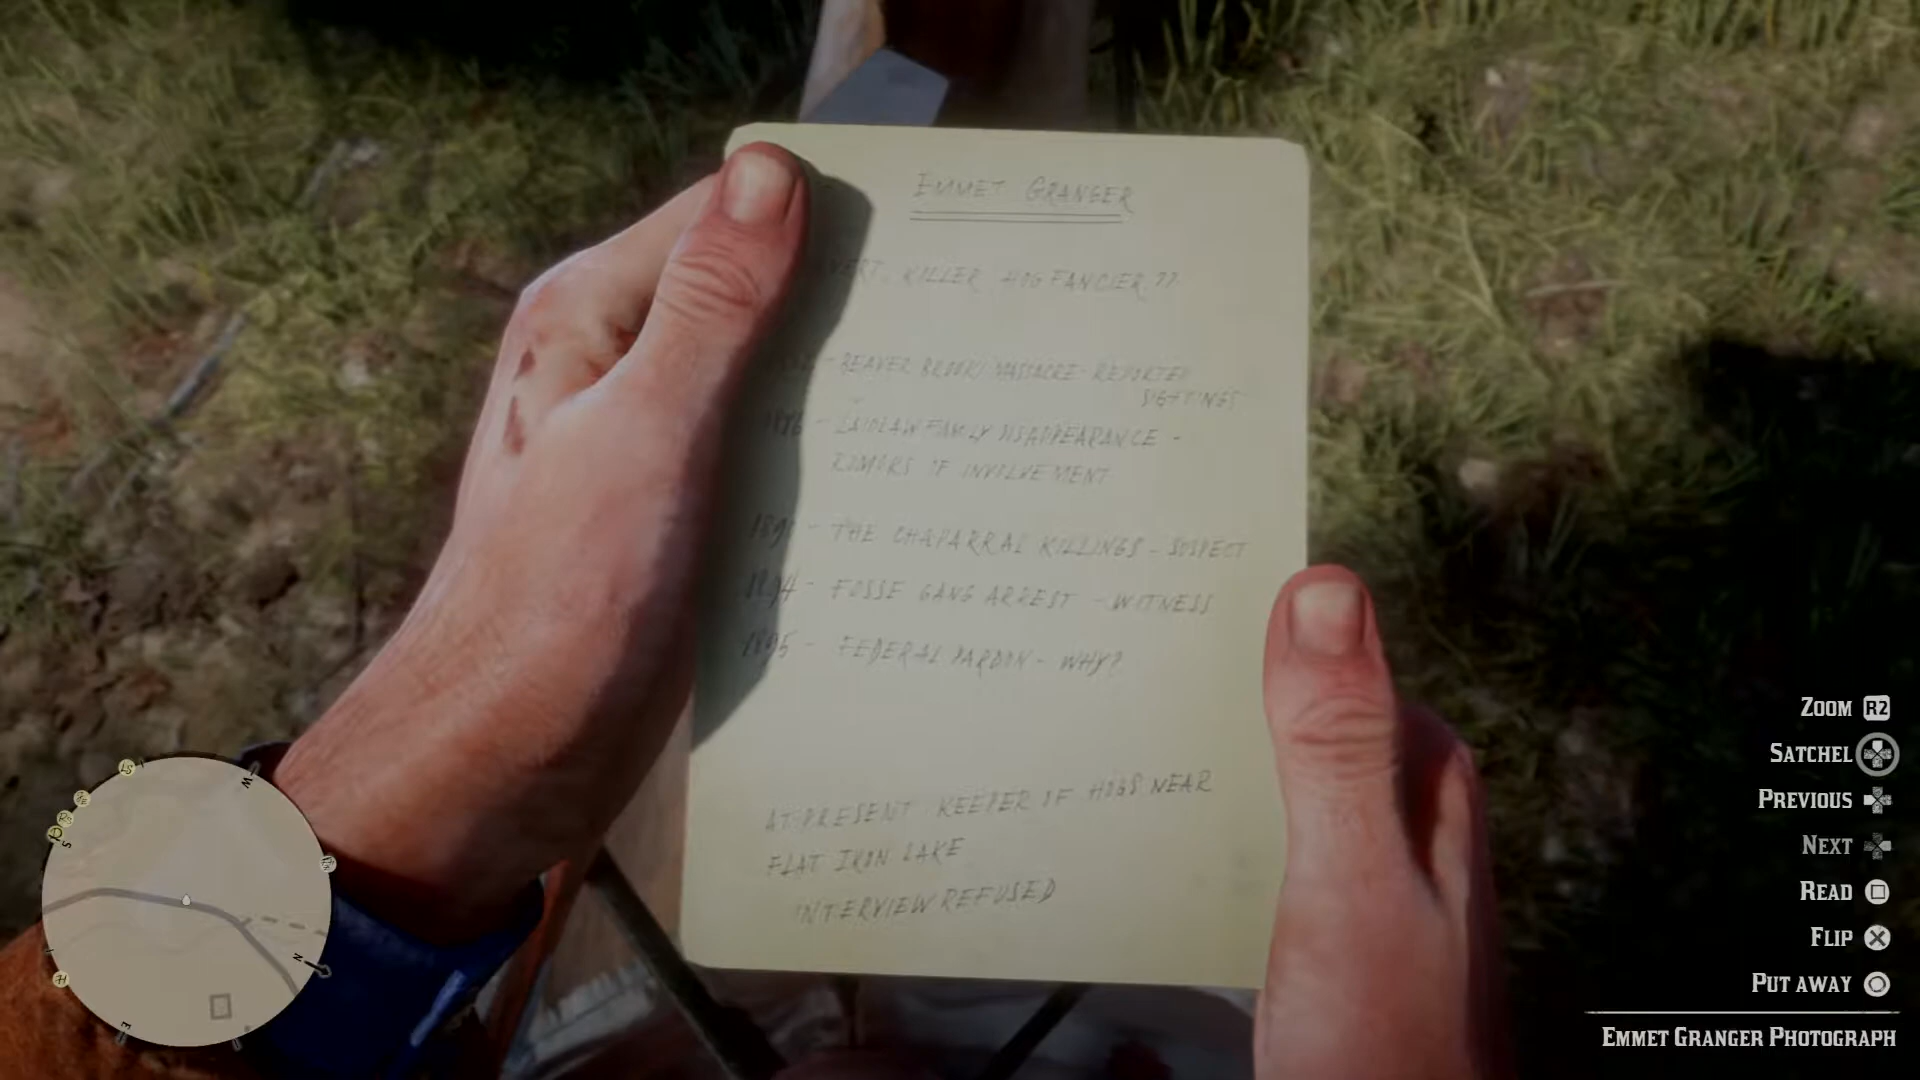 EMMET GRANGER
KILLER HOG FANCIER ??
- BEAVER BROOK MASSACRE - REPORTED
SIGHTINGS
- LAIDLAW FAMILY DISAPPEARANCE -
RUMORS OF INVOLVEMENT
- THE CHAPARRAL KILLINGS - SUSPECT
1894 - FOSSE GANG ARREST - WITNESS
1895 - FEDERAL PARDON - WHY?
AT PRESENT KEEPER OF HOGS NEAR
FLAT IRON LAKE
INTERVIEW REFUSED
W
S
N
E
ZOOM R2
SATCHEL
PREVIOUS
NEXT
READ
FLIP
PUT AWAY
EMMET GRANGER PHOTOGRAPH